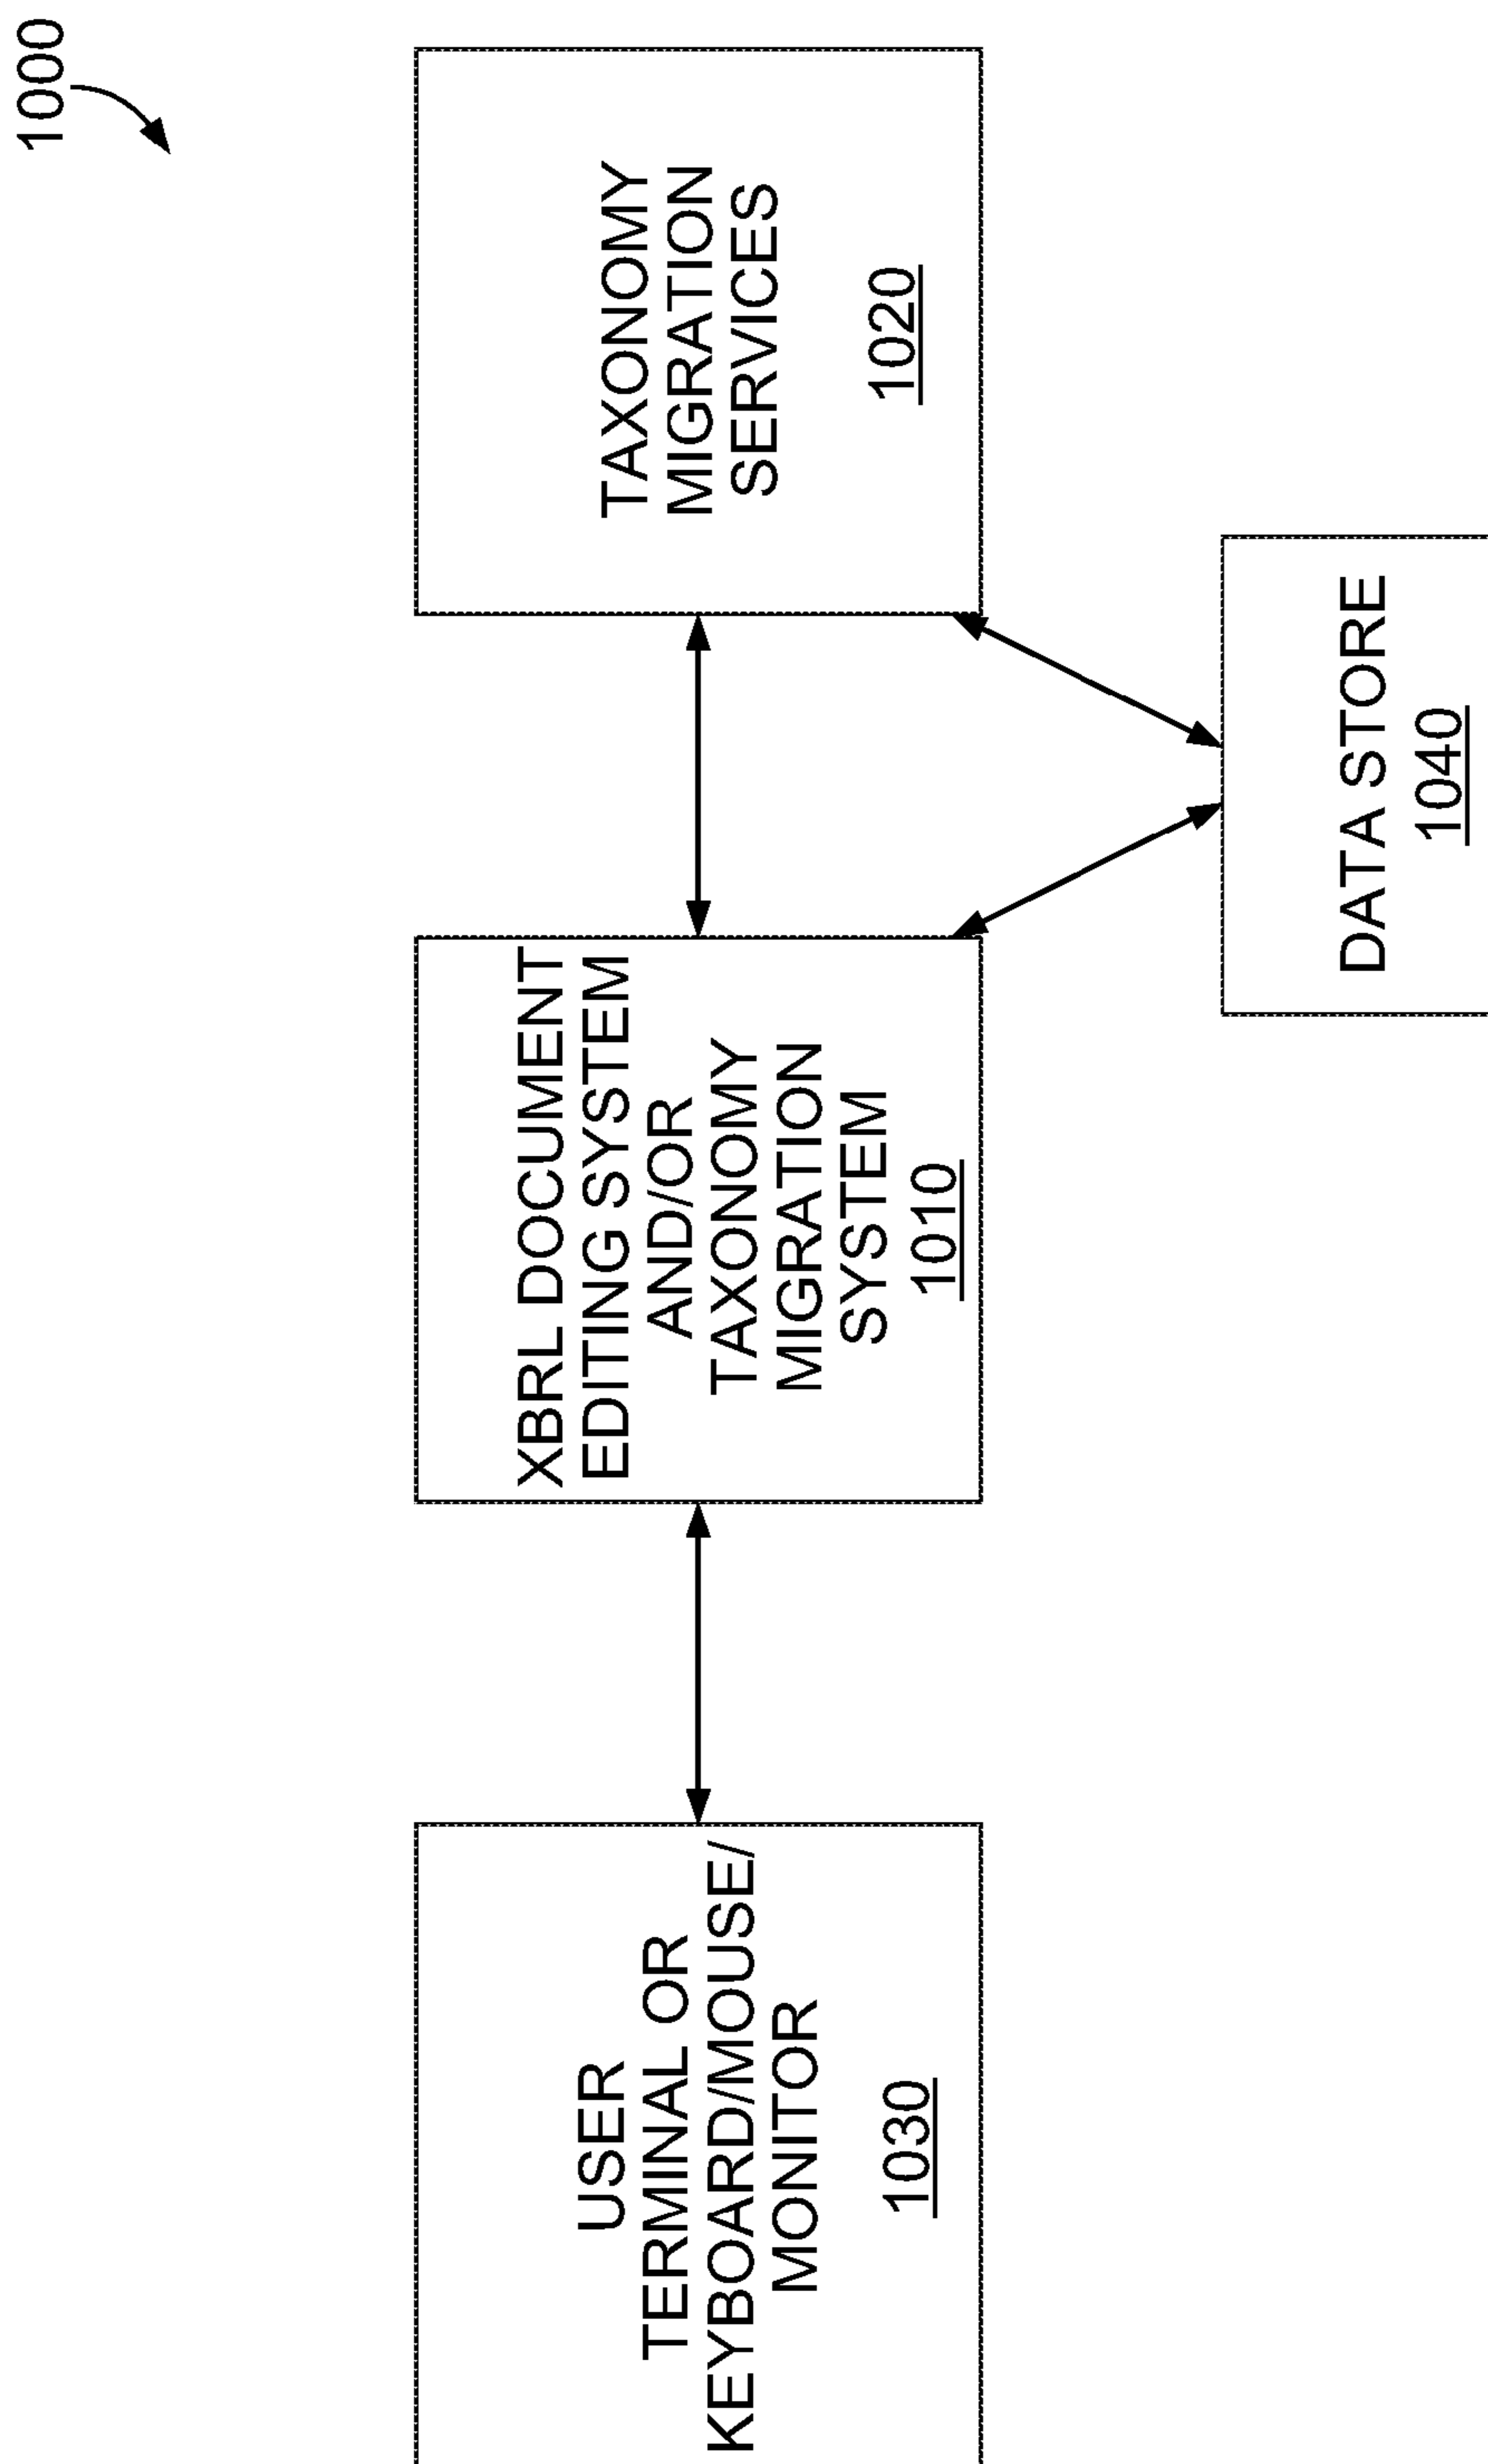 1000
USER
TERMINAL OR
KEYBOARD/MOUSE/
MONITOR
1030
XBRL DOCUMENT
EDITING SYSTEM
AND/OR
TAXONOMY
MIGRATION
SYSTEM
1010
TAXONOMY
MIGRATION
SERVICES
1020
DATA STORE
1040